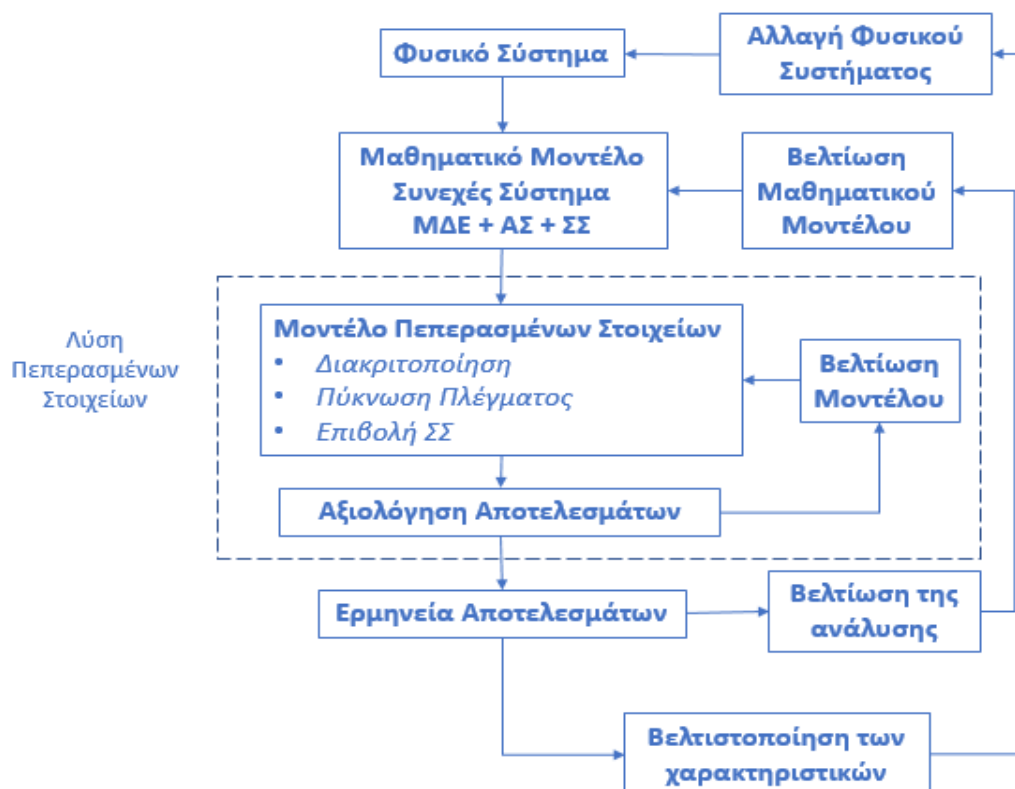 Φυσικό Σύστημα
Αλλαγή Φυσικού
Συστήματος
Μαθηματικό Μοντέλο
Συνεχές Σύστημα
ΜΔΕ + ΑΣ + ΣΣ
Βελτίωση
Μαθηματικού
Μοντέλου
Λύση
Πεπερασμένων
Στοιχείων
Μοντέλο Πεπερασμένων Στοιχείων
• Διακριτοποίηση
• Πύκνωση Πλέγματος
• Επιβολή ΣΣ
Βελτίωση
Μοντέλου
Αξιολόγηση Αποτελεσμάτων
Ερμηνεία Αποτελεσμάτων
Βελτίωση της
ανάλυσης
Βελτιστοποίηση των
χαρακτηριστικών